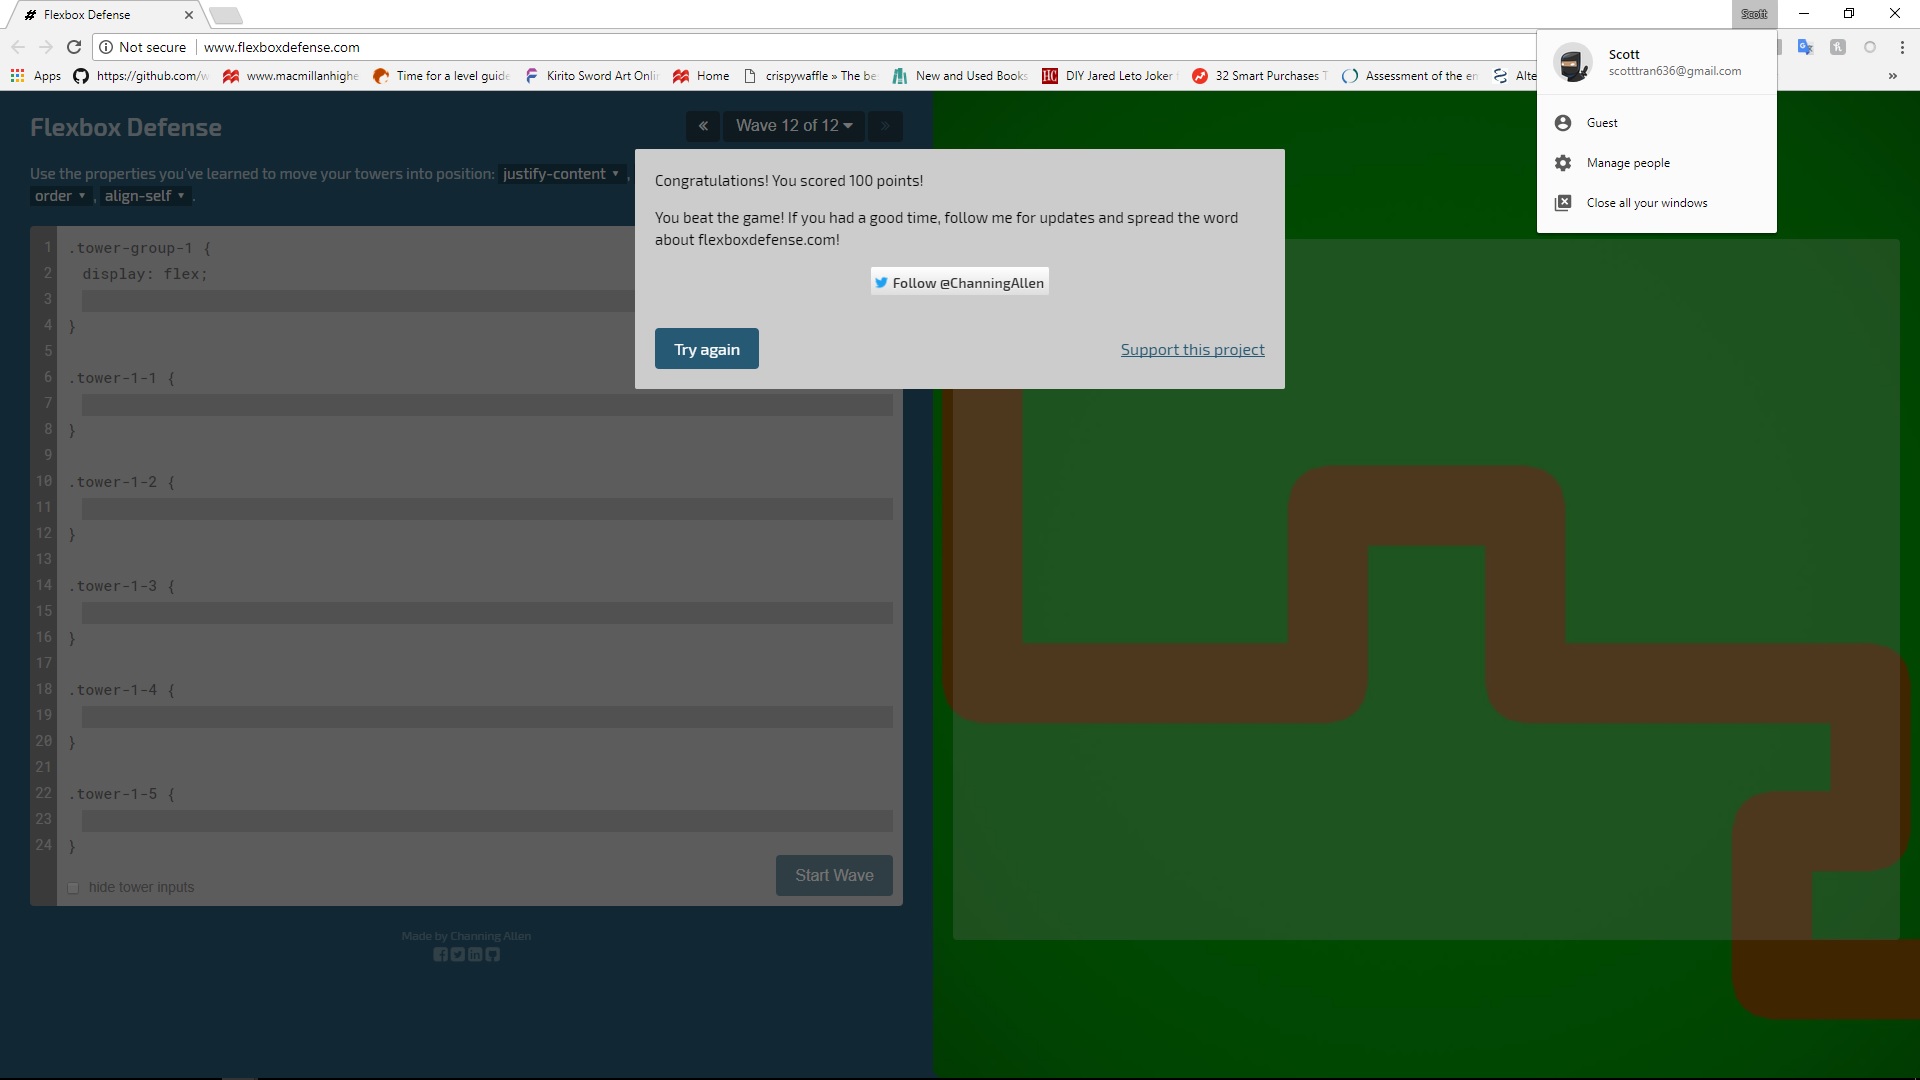 Flexbox Defense
Scott
Not secure
www.flexboxdefense.com
Apps
https://github.com/w
www.macmillanhighe
Time for a level guide
Kirito Sword Art Onlin
Home
crispywaffle » The be
New and Used Books
DIY Jared Leto Joker
32 Smart Purchases T
Assessment of the en
Alte
»
Scott
scotttran636@gmail.com
Guest
Manage people
Close all your windows
Flexbox Defense
« Wave 12 of 12 »
Use the properties you've learned to move your towers into position: justify-content ,
order , align-self .
Congratulations! You scored 100 points!
You beat the game! If you had a good time, follow me for updates and spread the word
about flexboxdefense.com!
Follow @ChanningAllen
Try again
Support this project
1 .tower-group-1 {
2 display: flex;
3
4 }
5
6 .tower-1-1 {
7
8 }
9
10 .tower-1-2 {
11
12 }
13
14 .tower-1-3 {
15
16 }
17
18 .tower-1-4 {
19
20 }
21
22 .tower-1-5 {
23
24 }
hide tower inputs
Start Wave
Made by Channing Allen